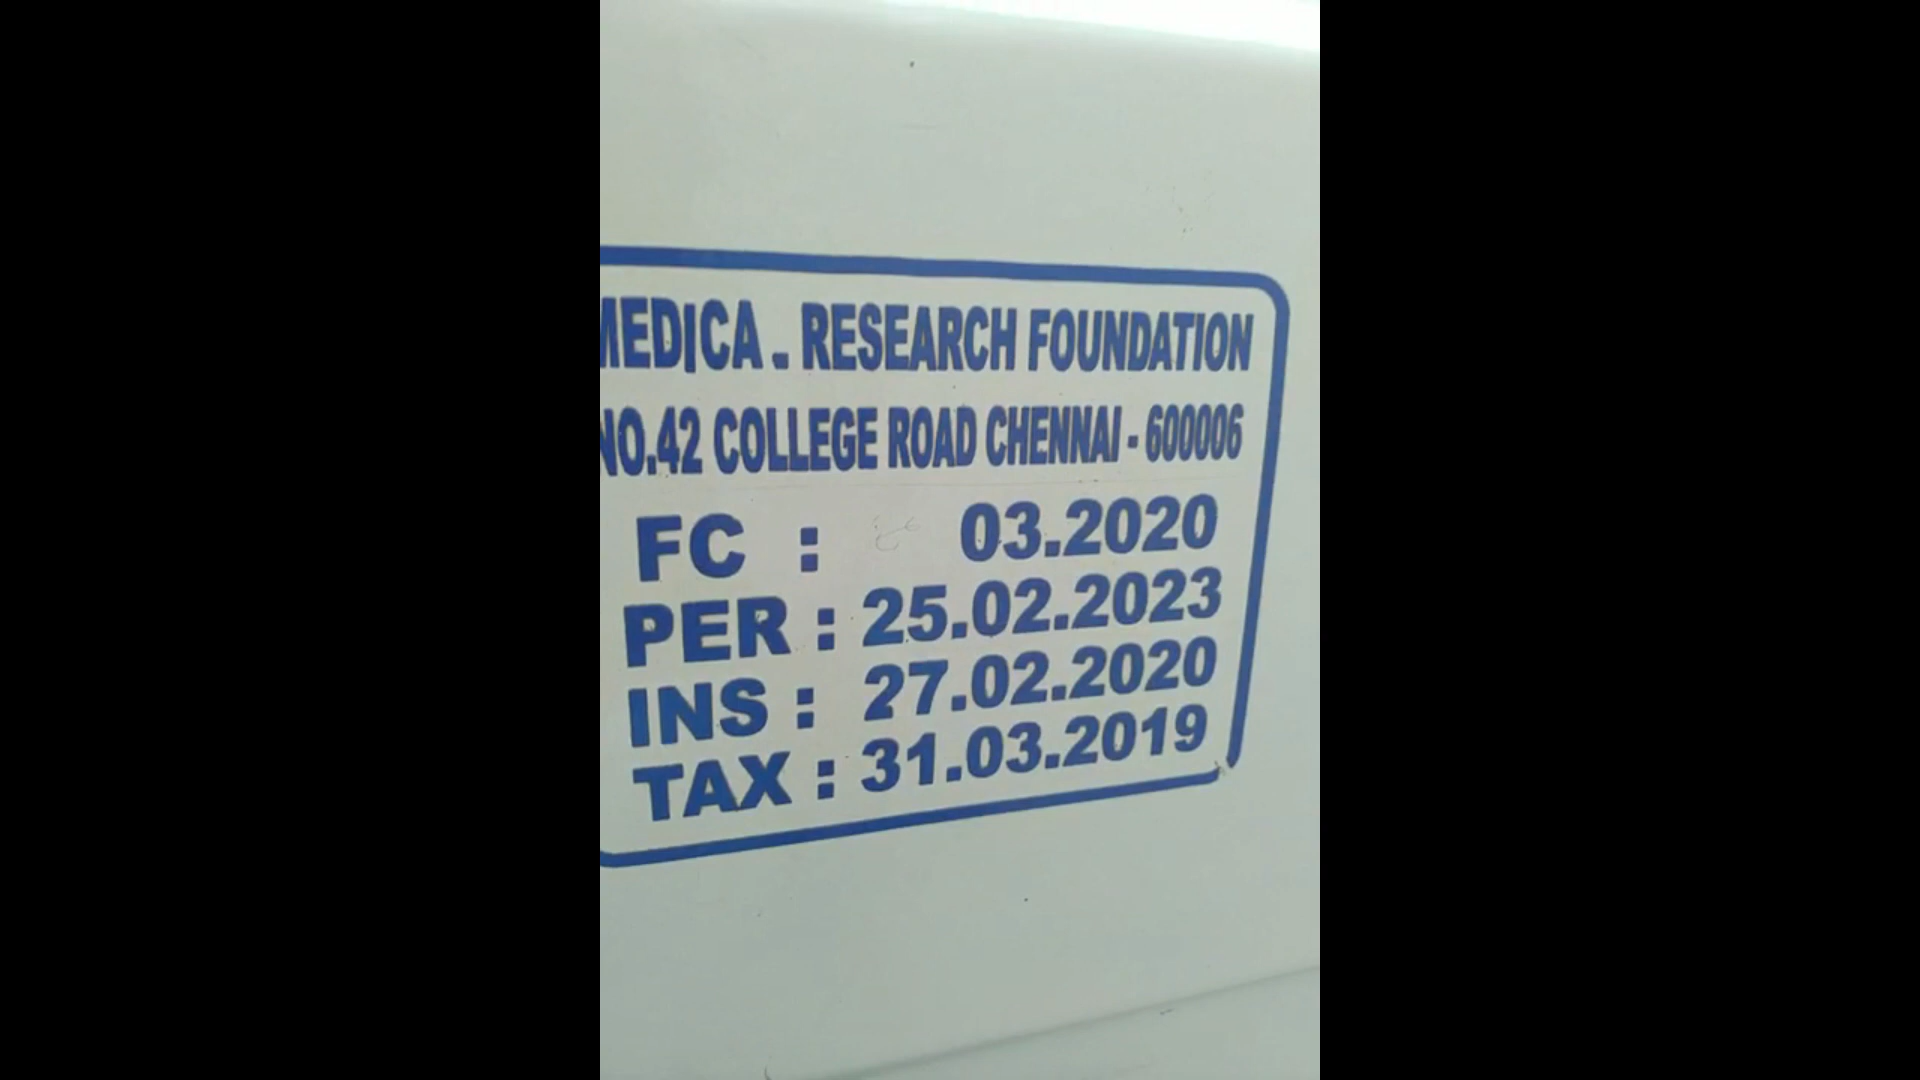 MEDICA. RESEARCH FOUNDATION
NO.42 COLLEGE ROAD CHENNAI - 600006
FC : 03.2020
PER : 25.02.2023
INS : 27.02.2020
TAX : 31.03.2019